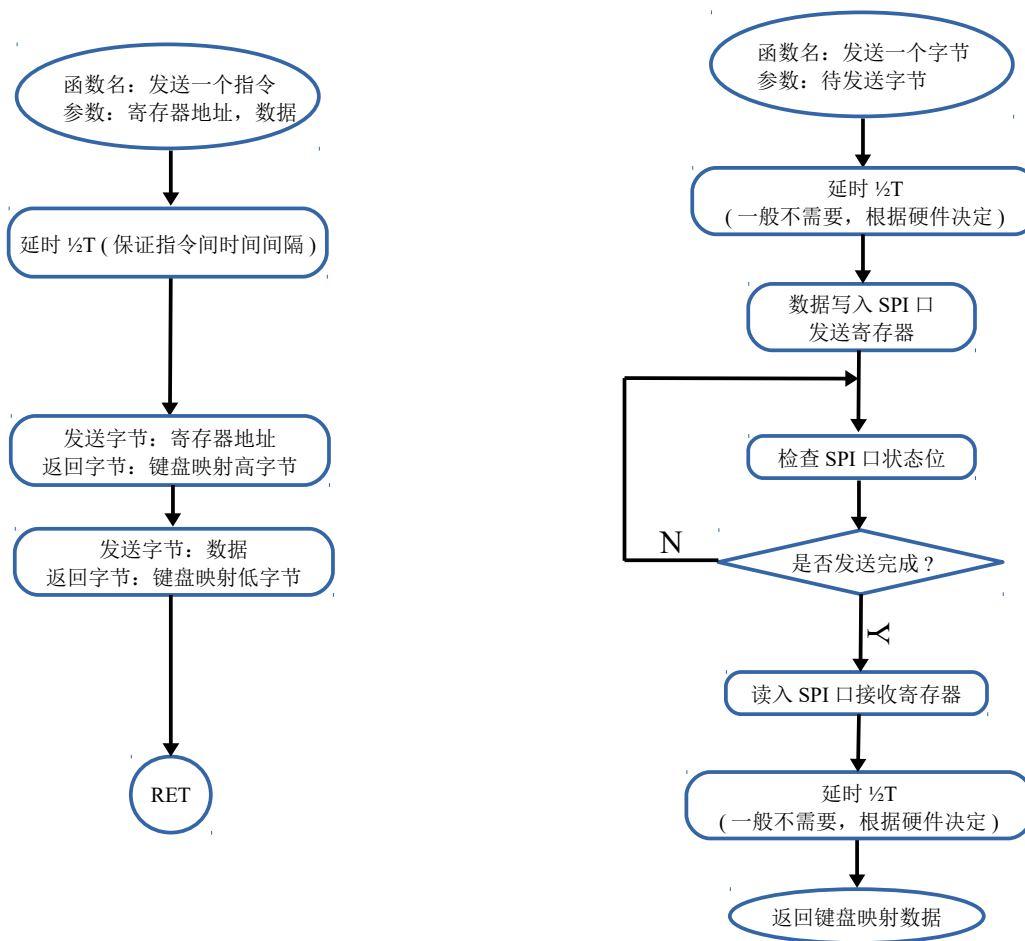 函数名：发送一个指令
参数：寄存器地址，数据
延时 ½T ( 保证指令间时间间隔 )
发送字节：寄存器地址
返回字节：键盘映射高字节
发送字节：数据
返回字节：键盘映射低字节
RET
函数名：发送一个字节
参数：待发送字节
延时 ½T
( 一般不需要，根据硬件决定 )
数据写入 SPI 口
发送寄存器
检查 SPI 口状态位
N
是否发送完成 ?
Y
读入 SPI 口接收寄存器
延时 ½T
( 一般不需要，根据硬件决定 )
返回键盘映射数据